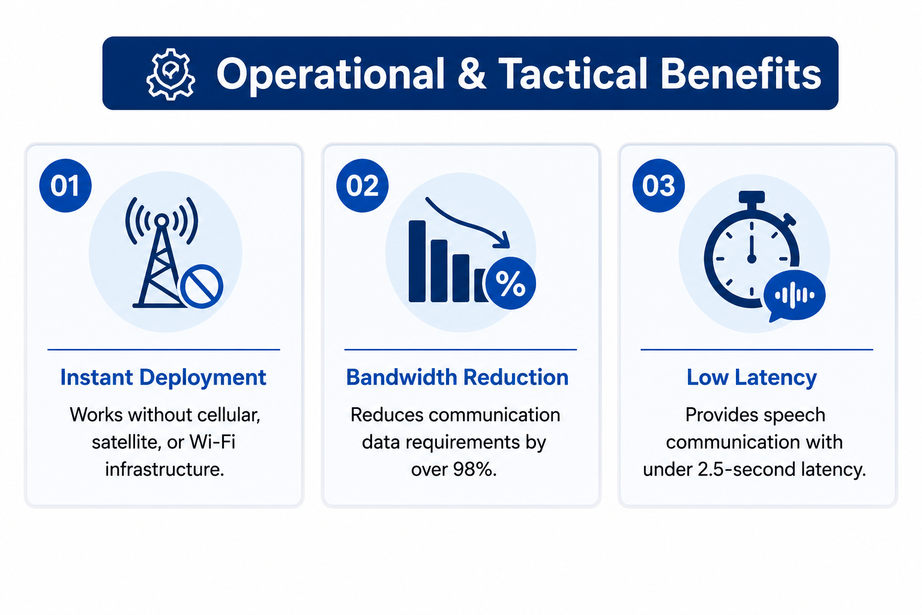 Operational & Tactical Benefits
01
Instant Deployment
Works without cellular,
satellite, or Wi-Fi
infrastructure.
02
%
Bandwidth Reduction
Reduces communication
data requirements by
over 98%.
03
Low Latency
Provides speech
communication with
under 2.5-second latency.